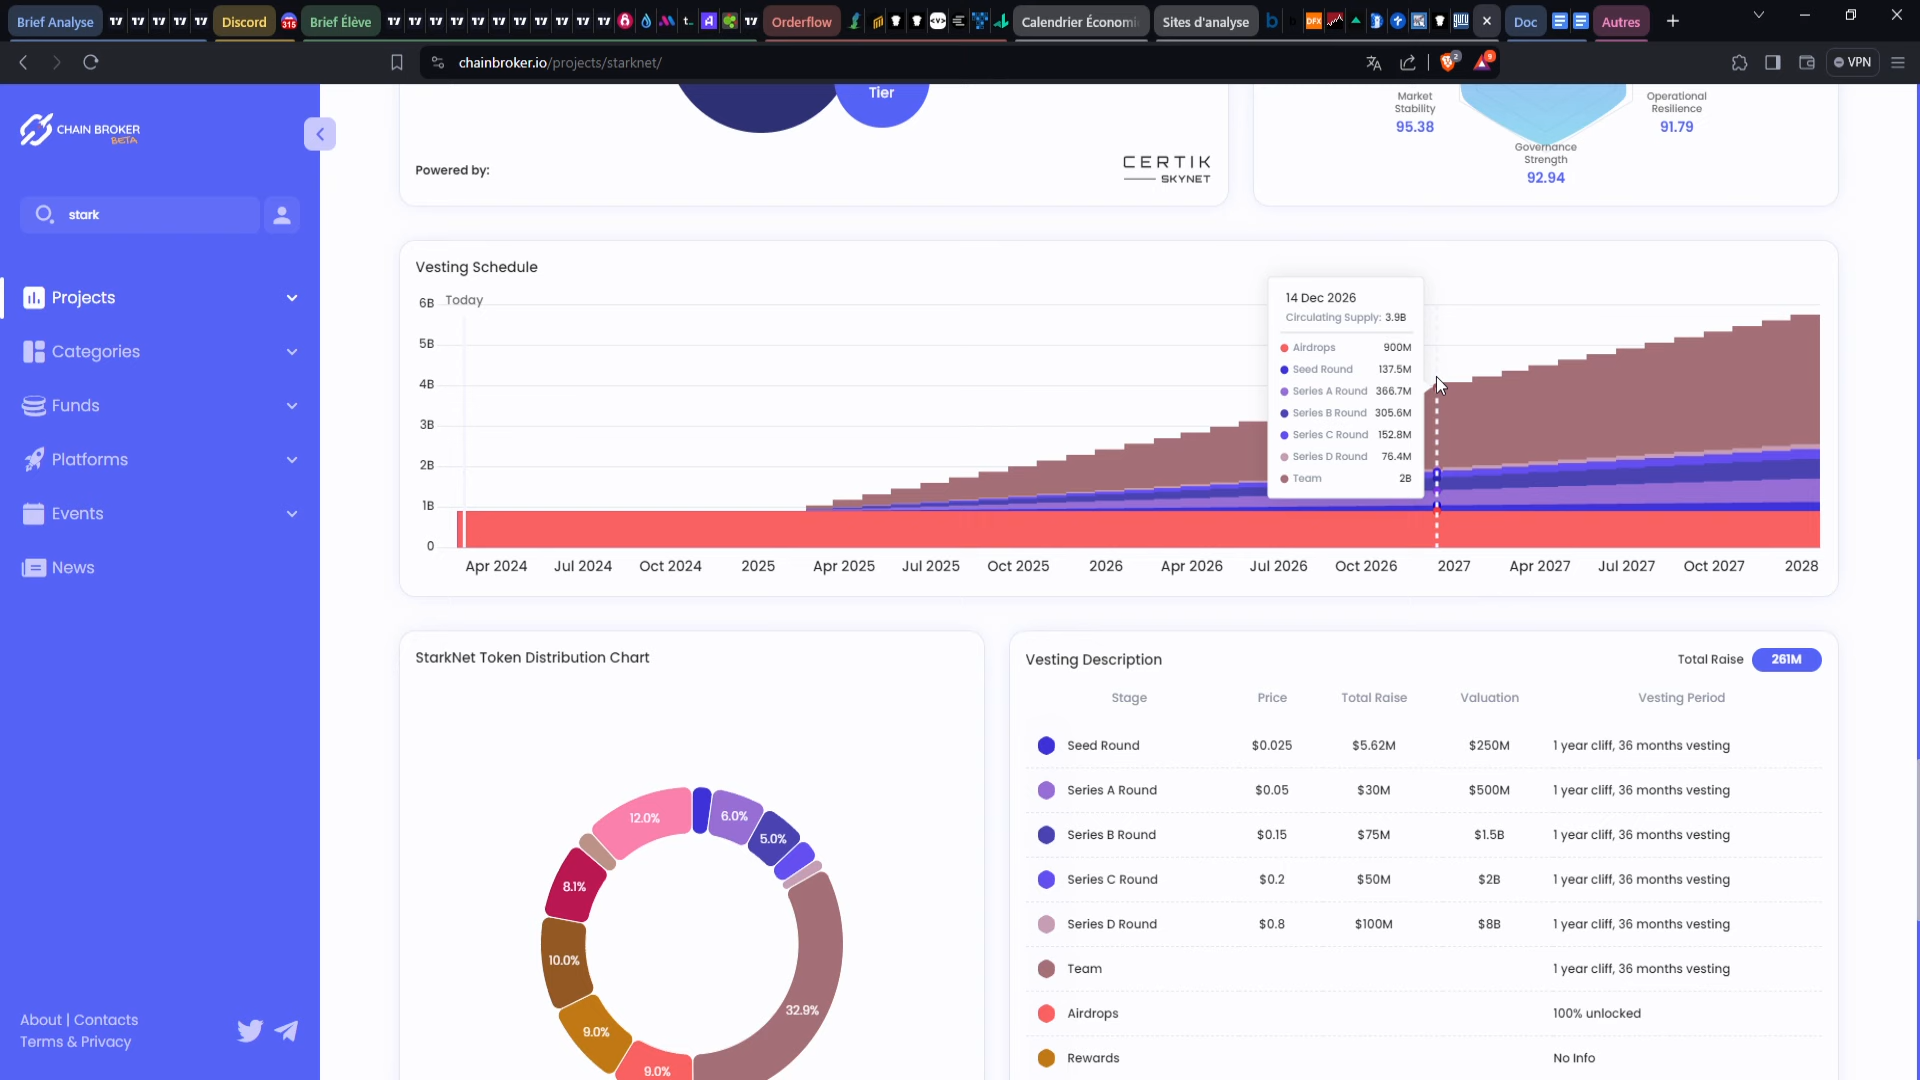 Brief Analyse
Discord
315
Brief Élève
Orderflow
DFX
Calendrier Économi
Sites d'analyse
Doc
Autres
chainbroker.io/projects/starknet/
2
9
VPN
CHAIN BROKER
BETA
stark
Projects
Categories
Funds
Platforms
Events
News
About | Contacts
Terms & Privacy
Tier
Powered by:
CERTIK
SKYNET
Market
Stability
95.38
Operational
Resilience
91.79
Governance
Strength
92.94
Vesting Schedule
6B
Today
5B
4B
3B
2B
1B
0
Apr 2024 Jul 2024 Oct 2024 2025 Apr 2025 Jul 2025 Oct 2025 2026 Apr 2026 Jul 2026 Oct 2026 2027 Apr 2027 Jul 2027 Oct 2027 2028
14 Dec 2026
Circulating Supply: 3.9B
Airdrops 900M
Seed Round 137.5M
Series A Round 366.7M
Series B Round 305.6M
Series C Round 152.8M
Series D Round 76.4M
Team 2B
StarkNet Token Distribution Chart
12.0%
6.0%
5.0%
8.1%
10.0%
9.0%
9.0%
32.9%
Vesting Description
Total Raise 261M
Stage Price Total Raise Valuation Vesting Period
Seed Round $0.025 $5.62M $250M 1 year cliff, 36 months vesting
Series A Round $0.05 $30M $500M 1 year cliff, 36 months vesting
Series B Round $0.15 $75M $1.5B 1 year cliff, 36 months vesting
Series C Round $0.2 $50M $2B 1 year cliff, 36 months vesting
Series D Round $0.8 $100M $8B 1 year cliff, 36 months vesting
Team 1 year cliff, 36 months vesting
Airdrops 100% unlocked
Rewards No Info